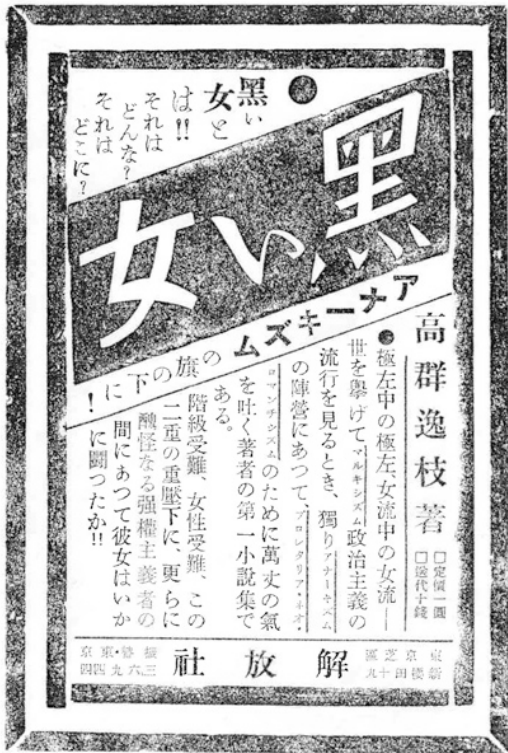 ●黑い
女と
は!!
それは
どんな?
それは
どこに?
黑い女
アナーキズム
の旗の下に!
高群逸枝著
□定價一圓
□送代十錢
●極左中の極左、女流中の女流——
世を擧げてマルキシズム政治主義の
流行を見るとき、獨りアナーキズム
の陣營にあつて、プロレタリア・ネオ・
ロマンチシズムのために萬丈の氣
を吐く著者の第一小説集で
ある。
階級受難、女性受難、この
二重の重壓下に、更らに
醜怪なる强權主義者の
間にあつて彼女はいか
に闘つたか!!
東京芝區
新櫻田十九
解放社
振替・東京
三六九四四